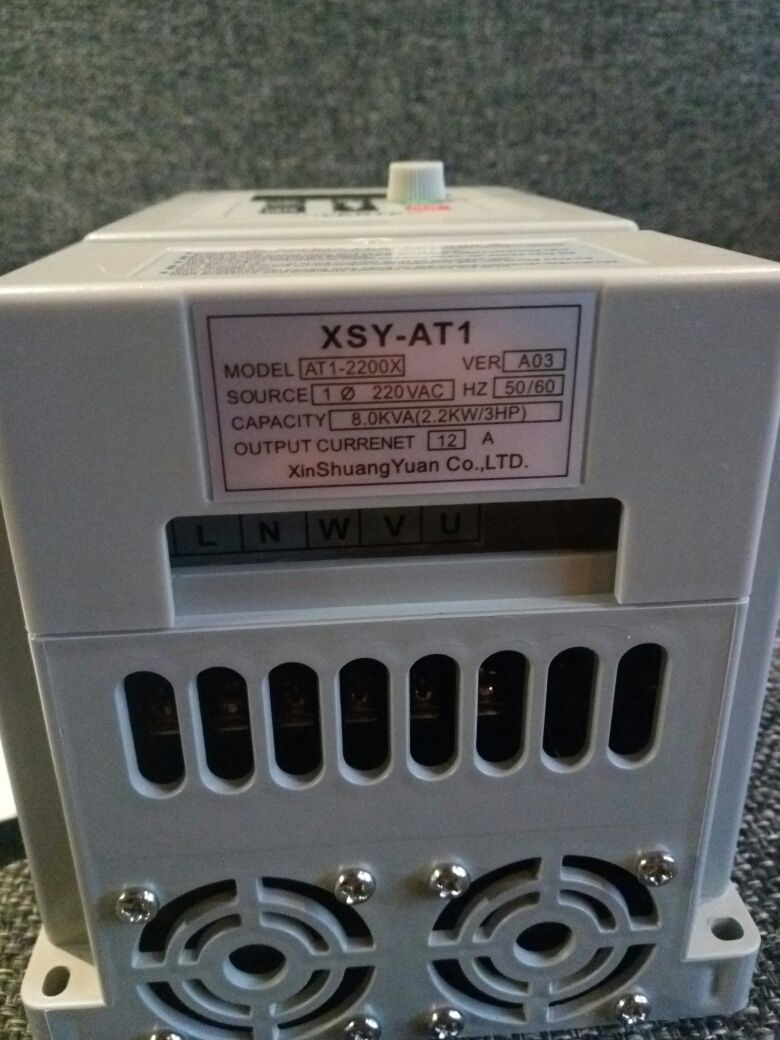 XSY-AT1
MODEL AT1-2200X VER A03
SOURCE 1 Ø 220VAC HZ 50/60
CAPACITY 8.0KVA(2.2KW/3HP)
OUTPUT CURRENET 12 A
XinShuangYuan Co.,LTD.
L N W V U